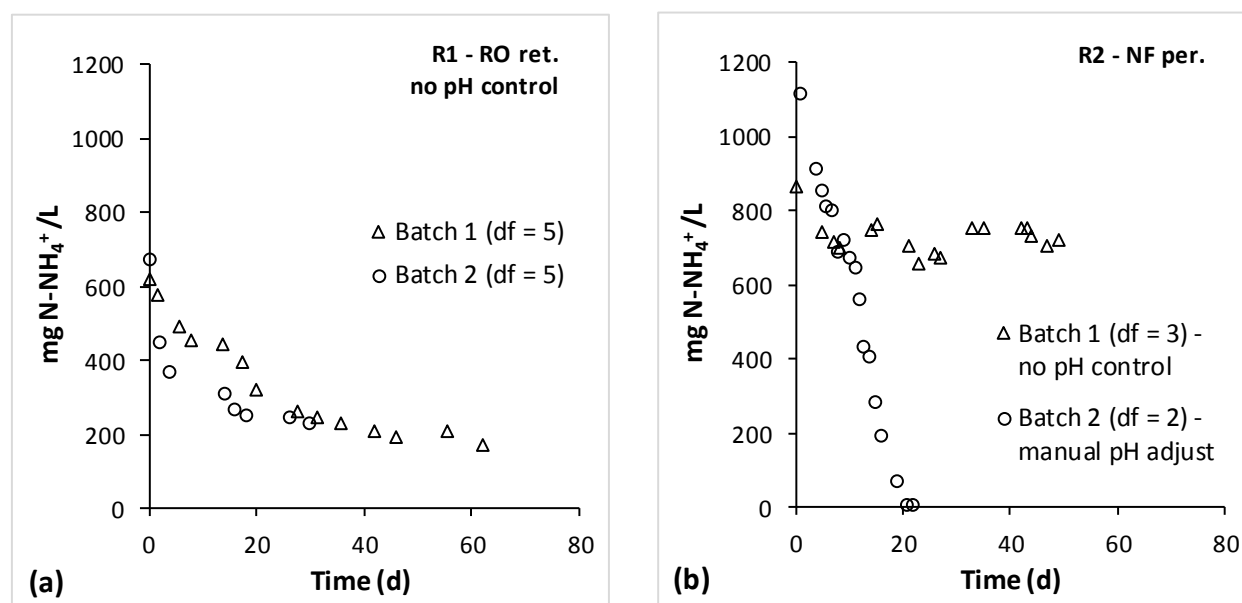 R1 - RO ret.
no pH control
1200
1000
800
600
400
200
0
mg N-NH₄⁺/L
Batch 1 (df = 5)
Batch 2 (df = 5)
0 20 40 60 80
(a)
Time (d)
R2 - NF per.
1200
1000
800
600
400
200
0
mg N-NH₄⁺/L
Batch 1 (df = 3) -
no pH control
Batch 2 (df = 2) -
manual pH adjust
0 20 40 60 80
(b)
Time (d)